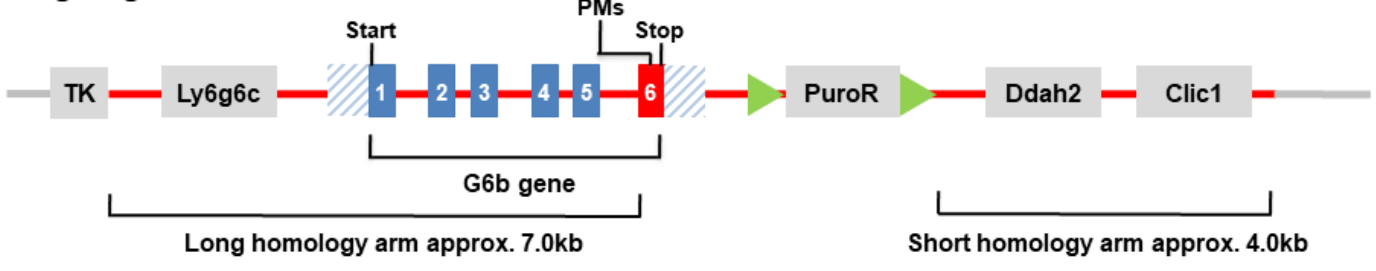 PMs
Start
Stop
TK
Ly6g6c
1
2
3
4
5
6
PuroR
Ddah2
Clic1
G6b gene
Long homology arm approx. 7.0kb
Short homology arm approx. 4.0kb